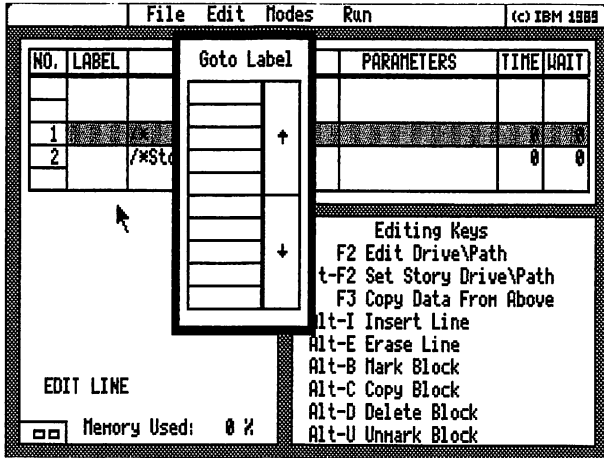 File Edit Modes Run (c) IBM 1989
NO. LABEL PARAMETERS TIME WAIT
Goto Label
1 /* 0 0
2 /*Sto 0 0
Editing Keys
F2 Edit Drive\Path
t-F2 Set Story Drive\Path
F3 Copy Data From Above
Alt-I Insert Line
Alt-E Erase Line
Alt-B Mark Block
Alt-C Copy Block
Alt-D Delete Block
Alt-U Unmark Block
EDIT LINE
Memory Used: 0 %